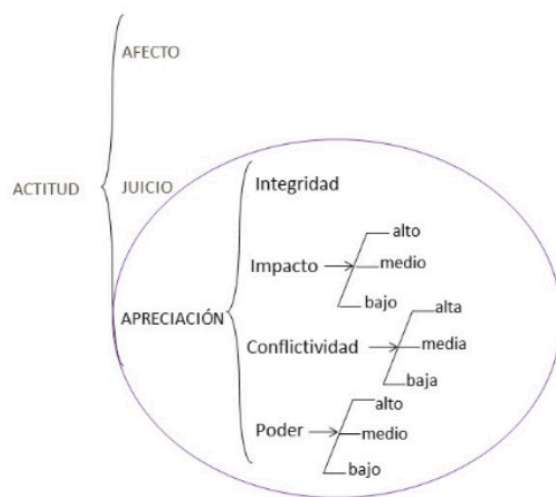 AFECTO
ACTITUD
JUICIO
APRECIACIÓN
Integridad
Impacto
alto
medio
bajo
Conflictividad
alta
media
baja
Poder
alto
medio
bajo